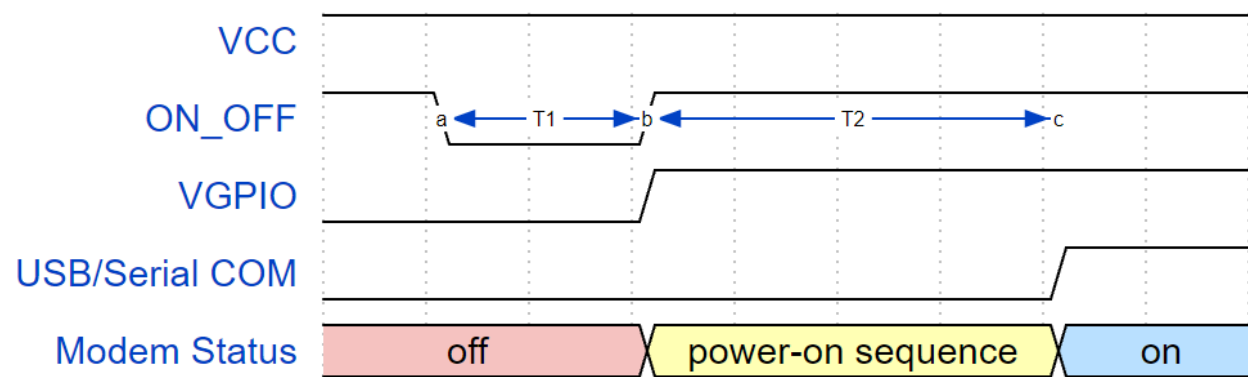 VCC
ON_OFF a T1 b T2 c
VGPIO
USB/Serial COM
Modem Status off power-on sequence on